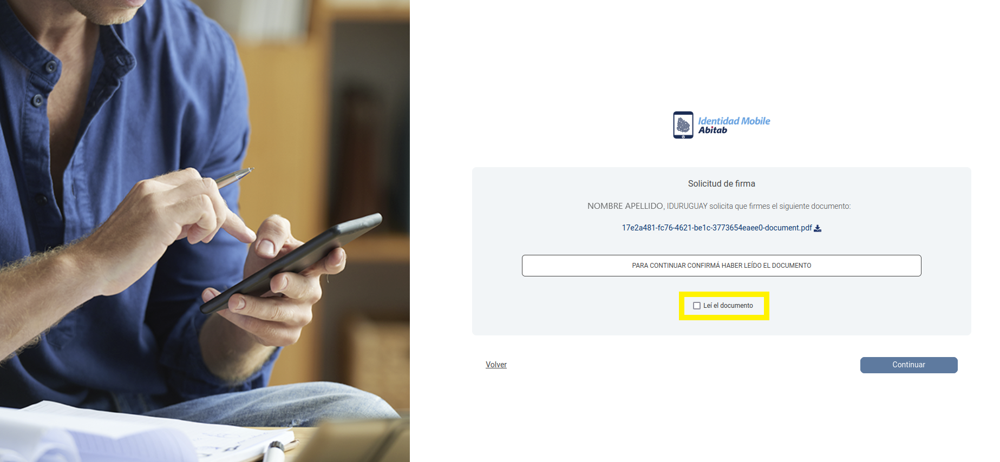 Identidad Mobile
Abitab
Solicitud de firma
NOMBRE APELLIDO, IDURUGUAY solicita que firmes el siguiente documento:
17e2a481-fc76-4621-be1c-3773654eaee0-document.pdf
PARA CONTINUAR CONFIRMÁ HABER LEÍDO EL DOCUMENTO
Leí el documento
Volver
Continuar